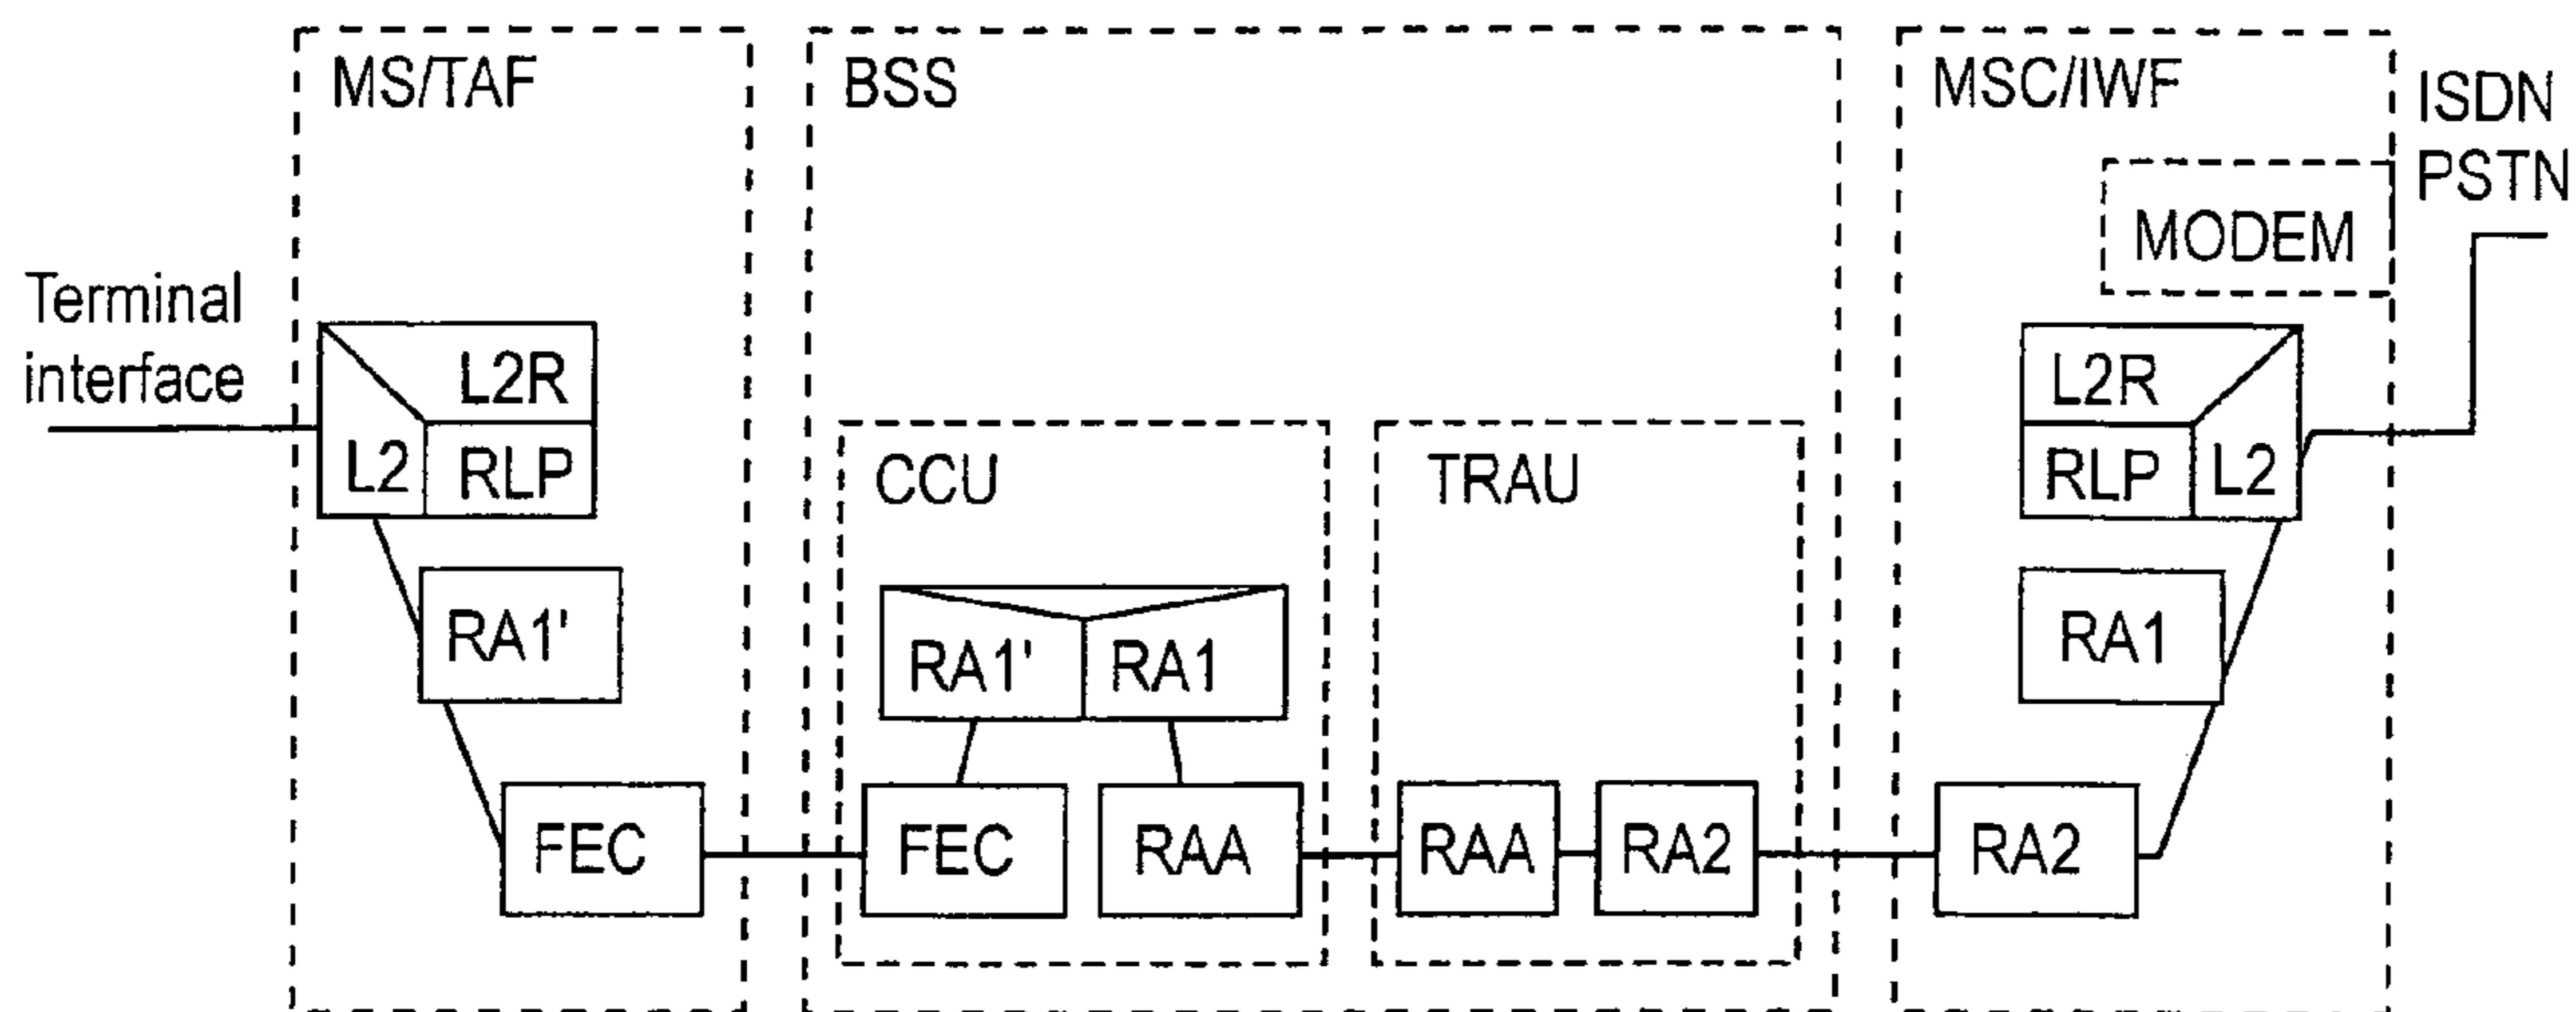 MS/TAF
BSS
MSC/IWF
ISDN
PSTN
MODEM
Terminal
interface
L2R
L2
RLP
RA1'
FEC
CCU
RA1'
RA1
FEC
RAA
TRAU
RAA
RA2
L2R
RLP
L2
RA1
RA2